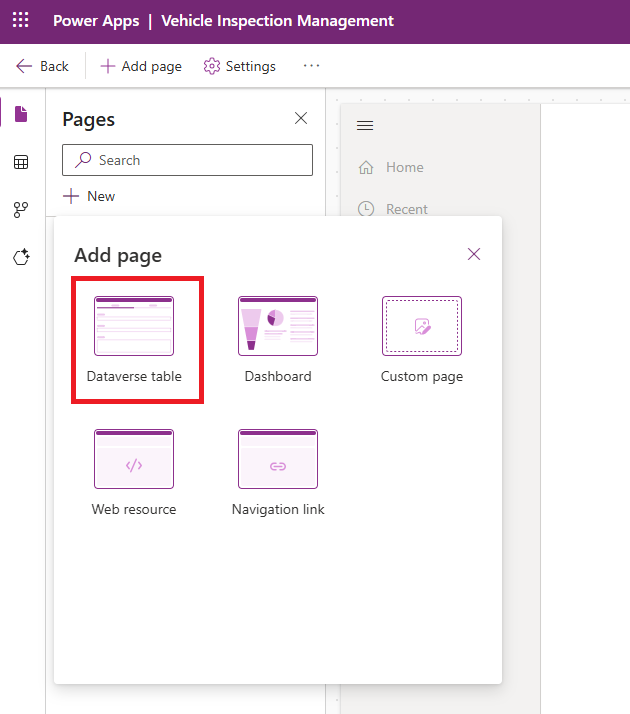 Power Apps | Vehicle Inspection Management
Back + Add page Settings ...
Pages
Search
+ New
Home
Recent
Add page
Dataverse table Dashboard Custom page
Web resource Navigation link